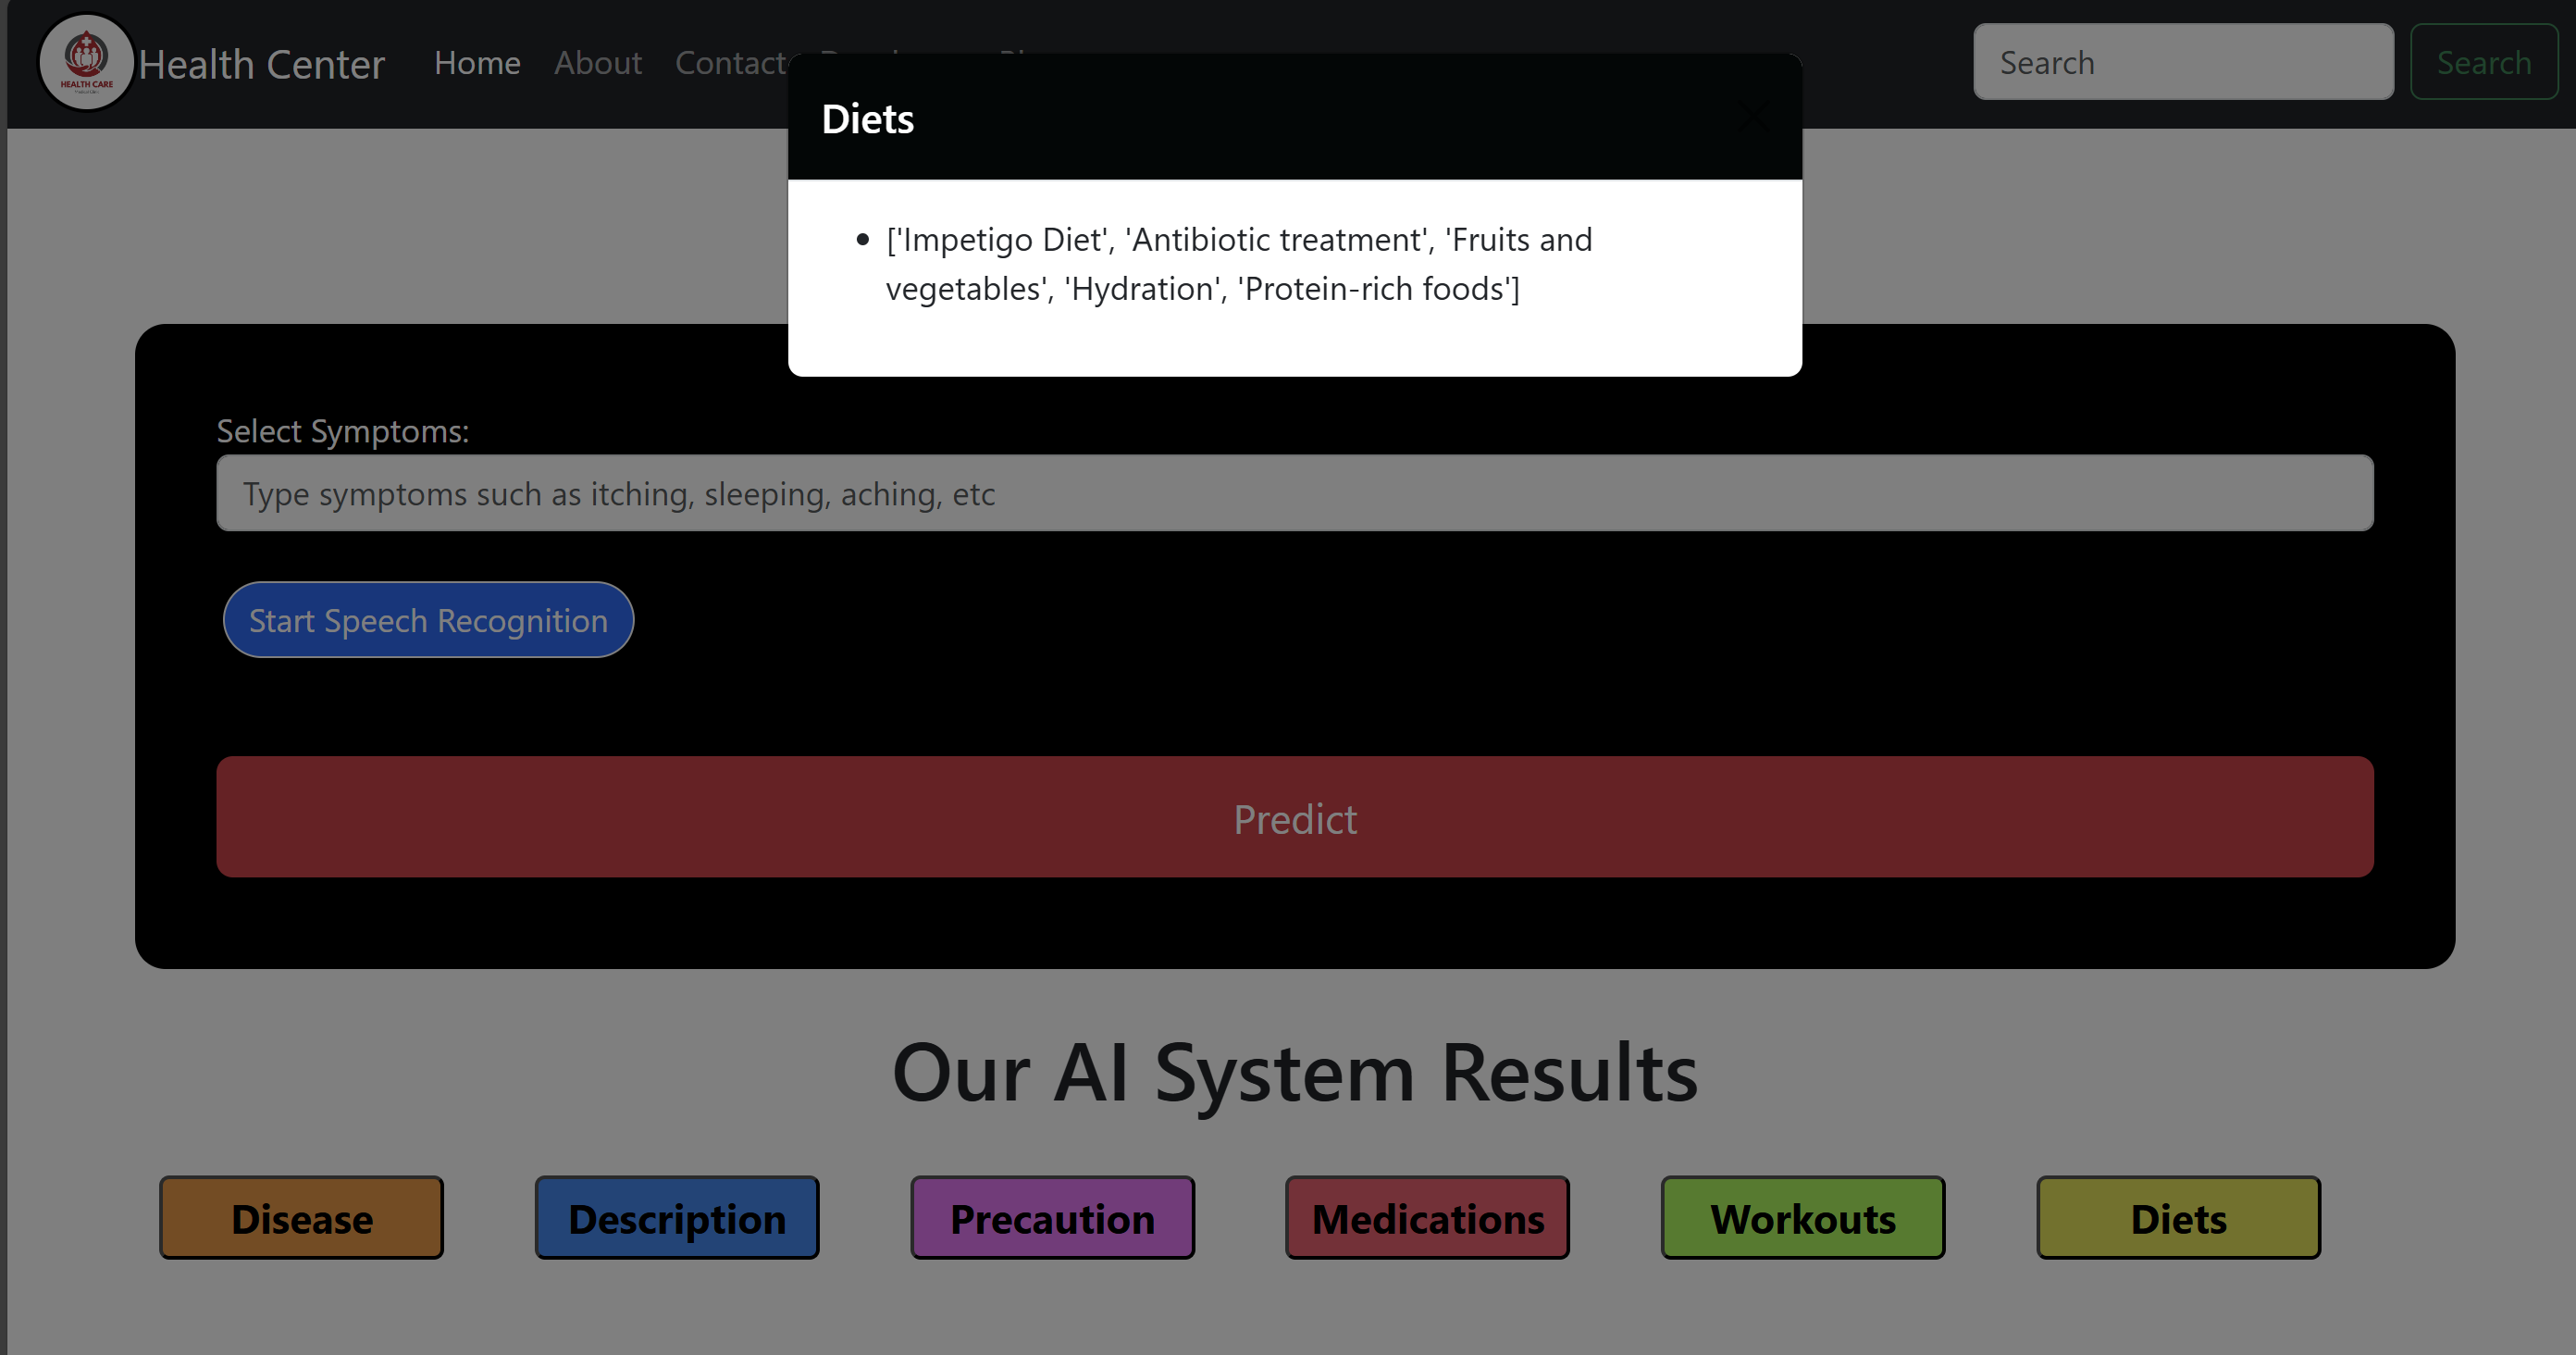 HEALTH CARE
Health Center
Home
About
Contact
Search
Search
Diets
['Impetigo Diet', 'Antibiotic treatment', 'Fruits and
vegetables', 'Hydration', 'Protein-rich foods']
Select Symptoms:
Type symptoms such as itching, sleeping, aching, etc
Start Speech Recognition
Predict
Our AI System Results
Disease
Description
Precaution
Medications
Workouts
Diets